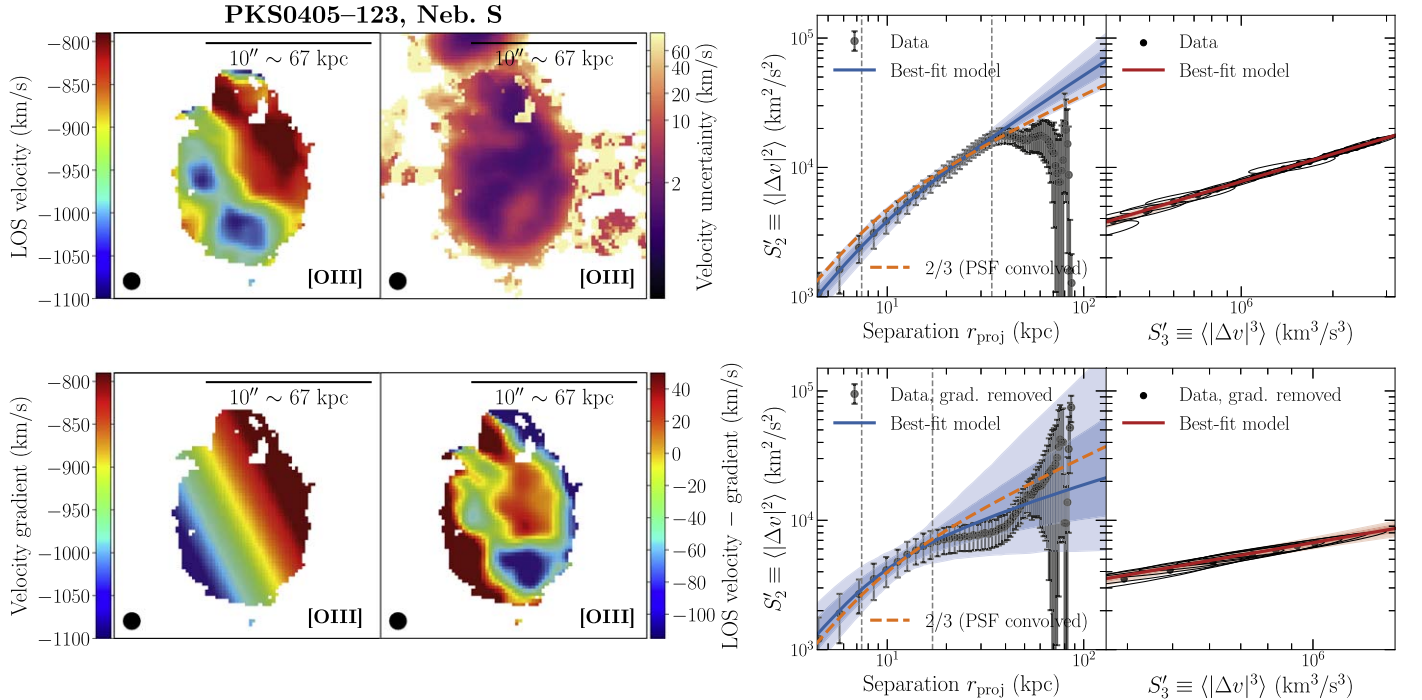 PKS0405–123, Neb. S
LOS velocity (km/s)
−800
−850
−900
−950
−1000
−1050
−1100
10″ ∼ 67 kpc
[OIII]
10″ ∼ 67 kpc
[OIII]
60
40
20
10
2
Velocity uncertainty (km/s)
S′₂ ≡ ⟨|Δv|²⟩ (km²/s²)
10⁵
10⁴
10³
Data
Best-fit model
2/3 (PSF convolved)
10¹
10²
Separation r_proj (kpc)
Data
Best-fit model
10⁶
S′₃ ≡ ⟨|Δv|³⟩ (km³/s³)
Velocity gradient (km/s)
−800
−850
−900
−950
−1000
−1050
−1100
10″ ∼ 67 kpc
[OIII]
10″ ∼ 67 kpc
[OIII]
40
20
0
−20
−40
−60
−80
−100
LOS velocity − gradient (km/s)
S′₂ ≡ ⟨|Δv|²⟩ (km²/s²)
10⁵
10⁴
10³
Data, grad. removed
Best-fit model
2/3 (PSF convolved)
10¹
10²
Separation r_proj (kpc)
Data, grad. removed
Best-fit model
10⁶
S′₃ ≡ ⟨|Δv|³⟩ (km³/s³)